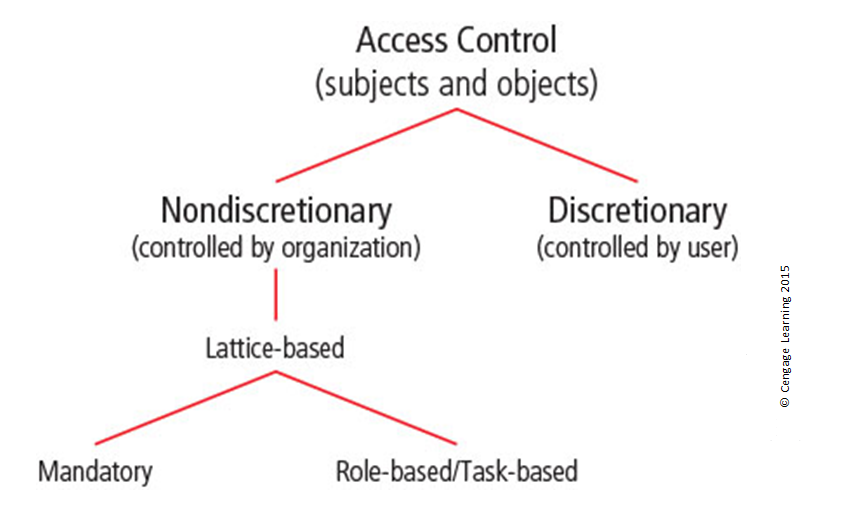 Access Control
(subjects and objects)
Nondiscretionary
(controlled by organization)
Discretionary
(controlled by user)
Lattice-based
Mandatory
Role-based/Task-based
© Cengage Learning 2015